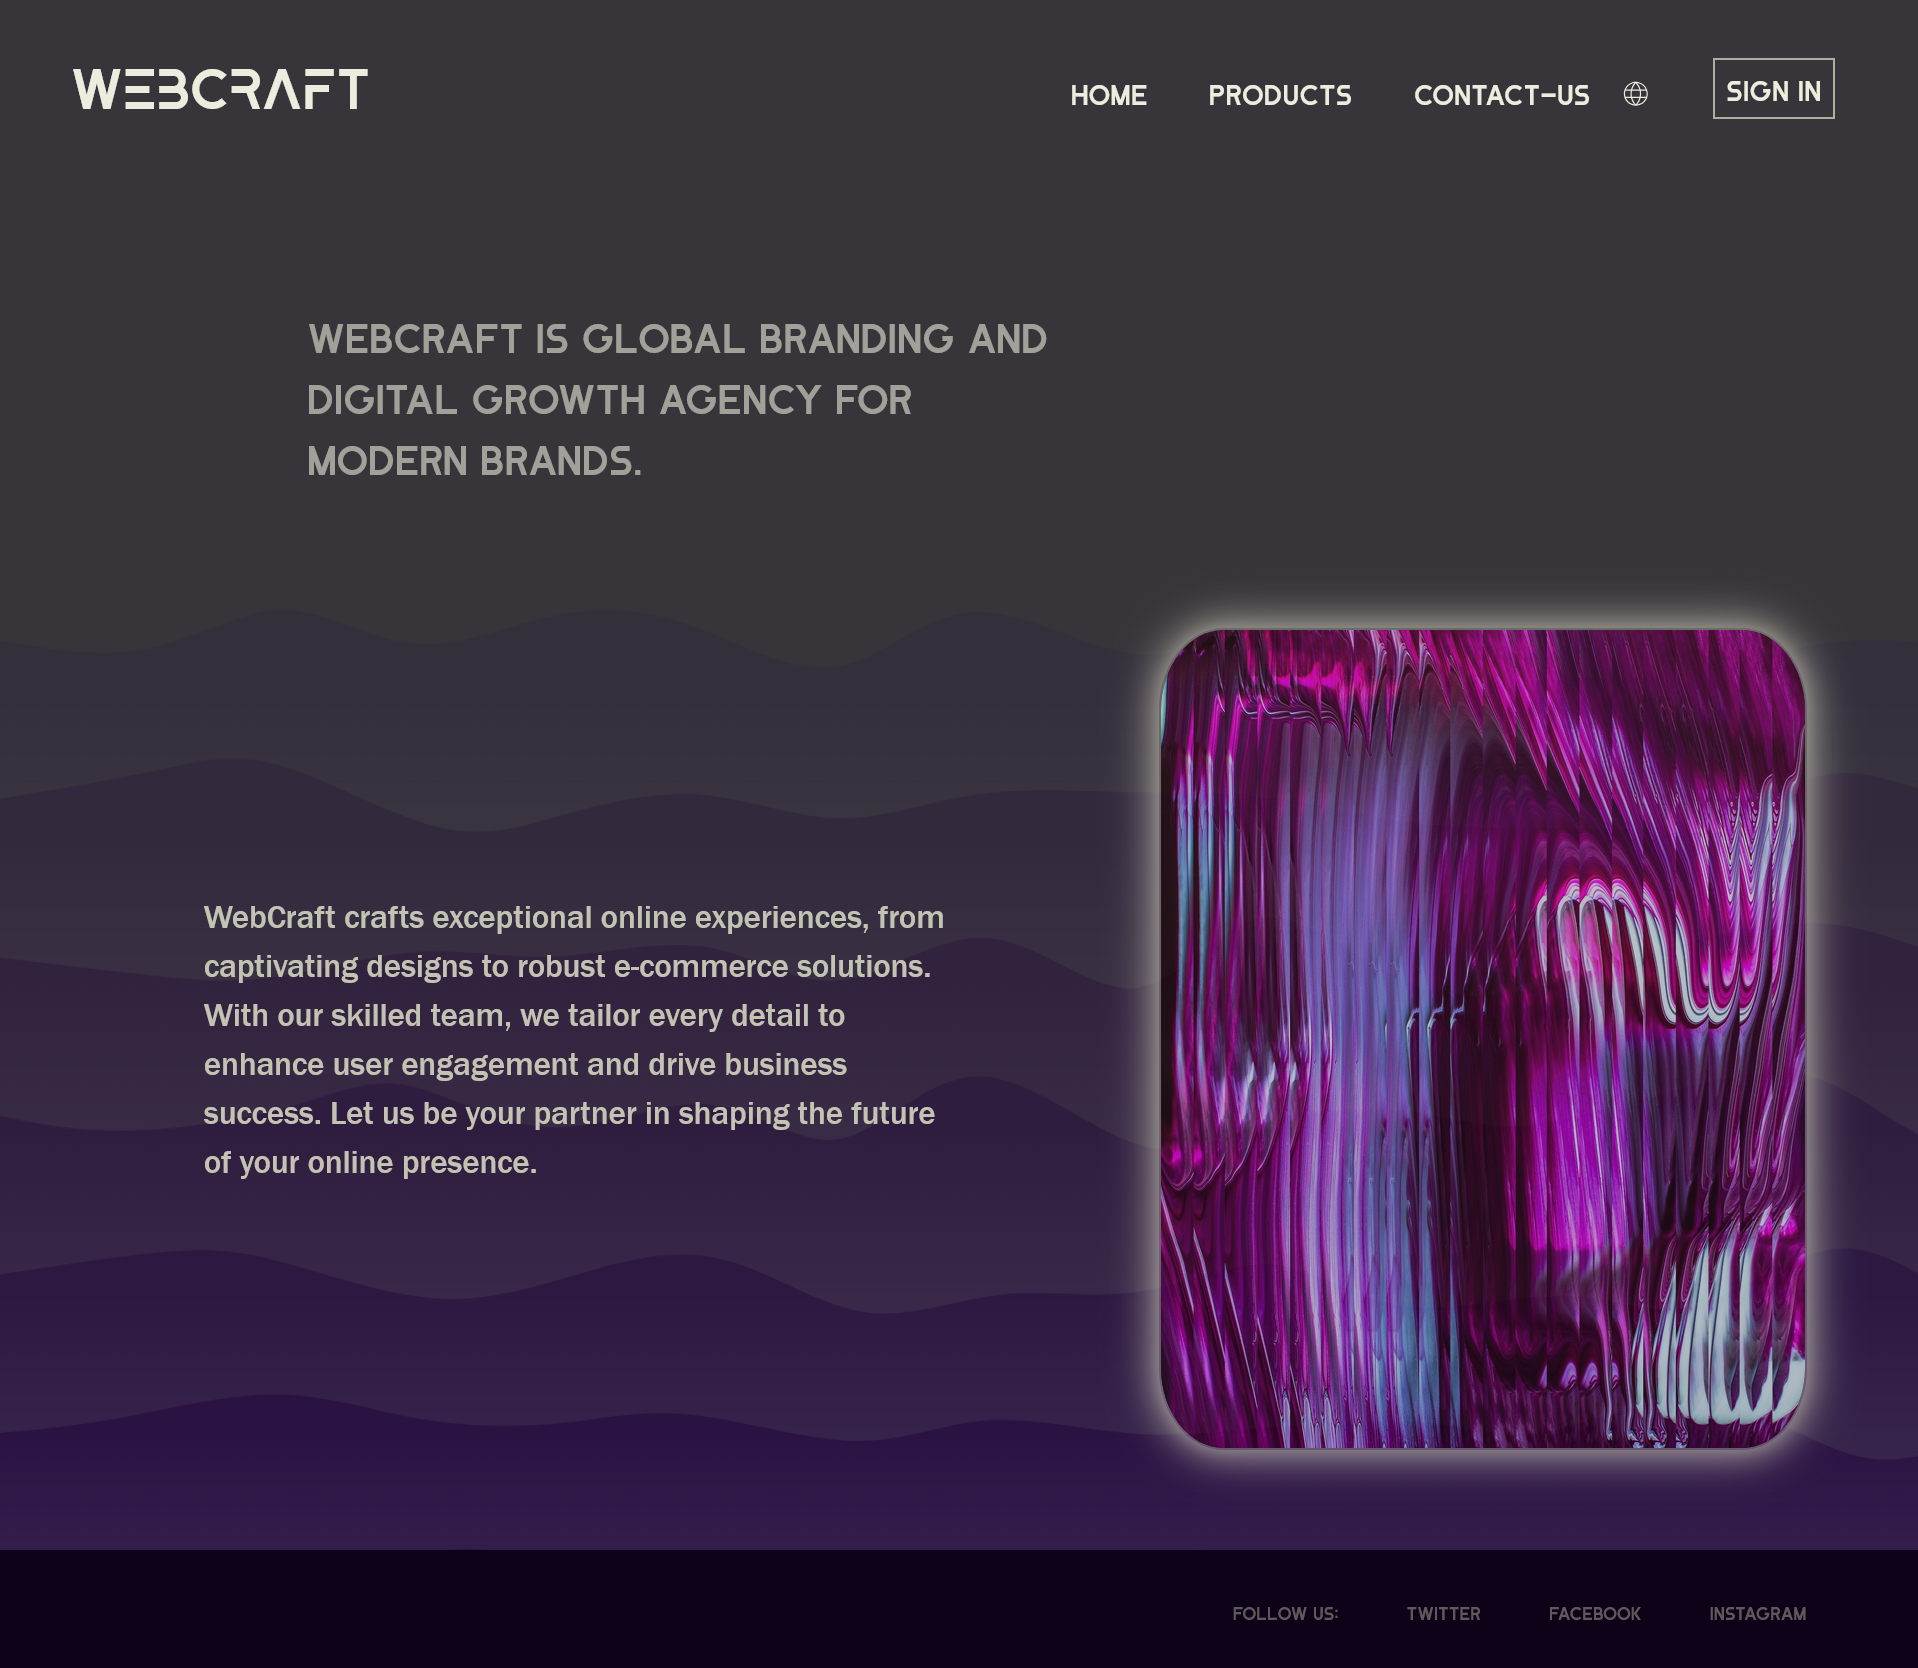 WEBCRAFT
HOME PRODUCTS CONTACT-US SIGN IN
WEBCRAFT IS GLOBAL BRANDING AND
DIGITAL GROWTH AGENCY FOR
MODERN BRANDS.
WebCraft crafts exceptional online experiences, from
captivating designs to robust e-commerce solutions.
With our skilled team, we tailor every detail to
enhance user engagement and drive business
success. Let us be your partner in shaping the future
of your online presence.
FOLLOW US: TWITTER FACEBOOK INSTAGRAM